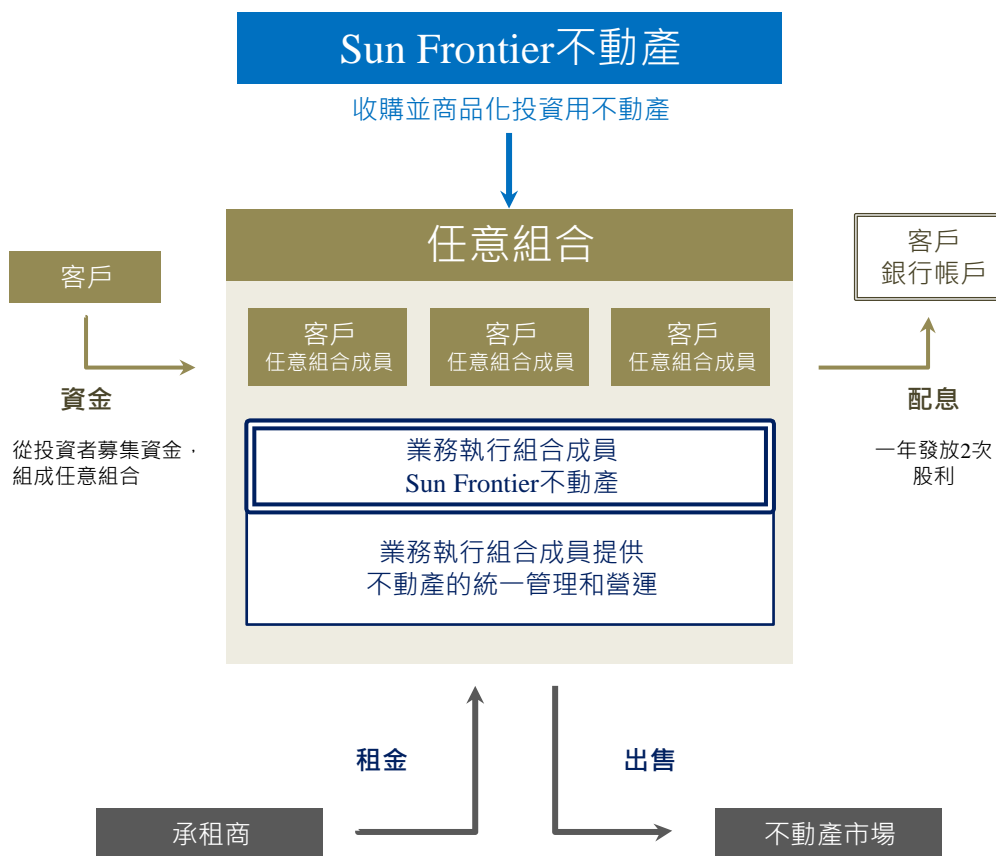 Sun Frontier不動產
收購並商品化投資用不動產
任意組合
客戶
客戶
銀行帳戶
客戶
任意組合成員
客戶
任意組合成員
客戶
任意組合成員
資金
從投資者募集資金，
組成任意組合
配息
一年發放2次
股利
業務執行組合成員
Sun Frontier不動產
業務執行組合成員提供
不動產的統一管理和營運
租金
出售
承租商
不動產市場